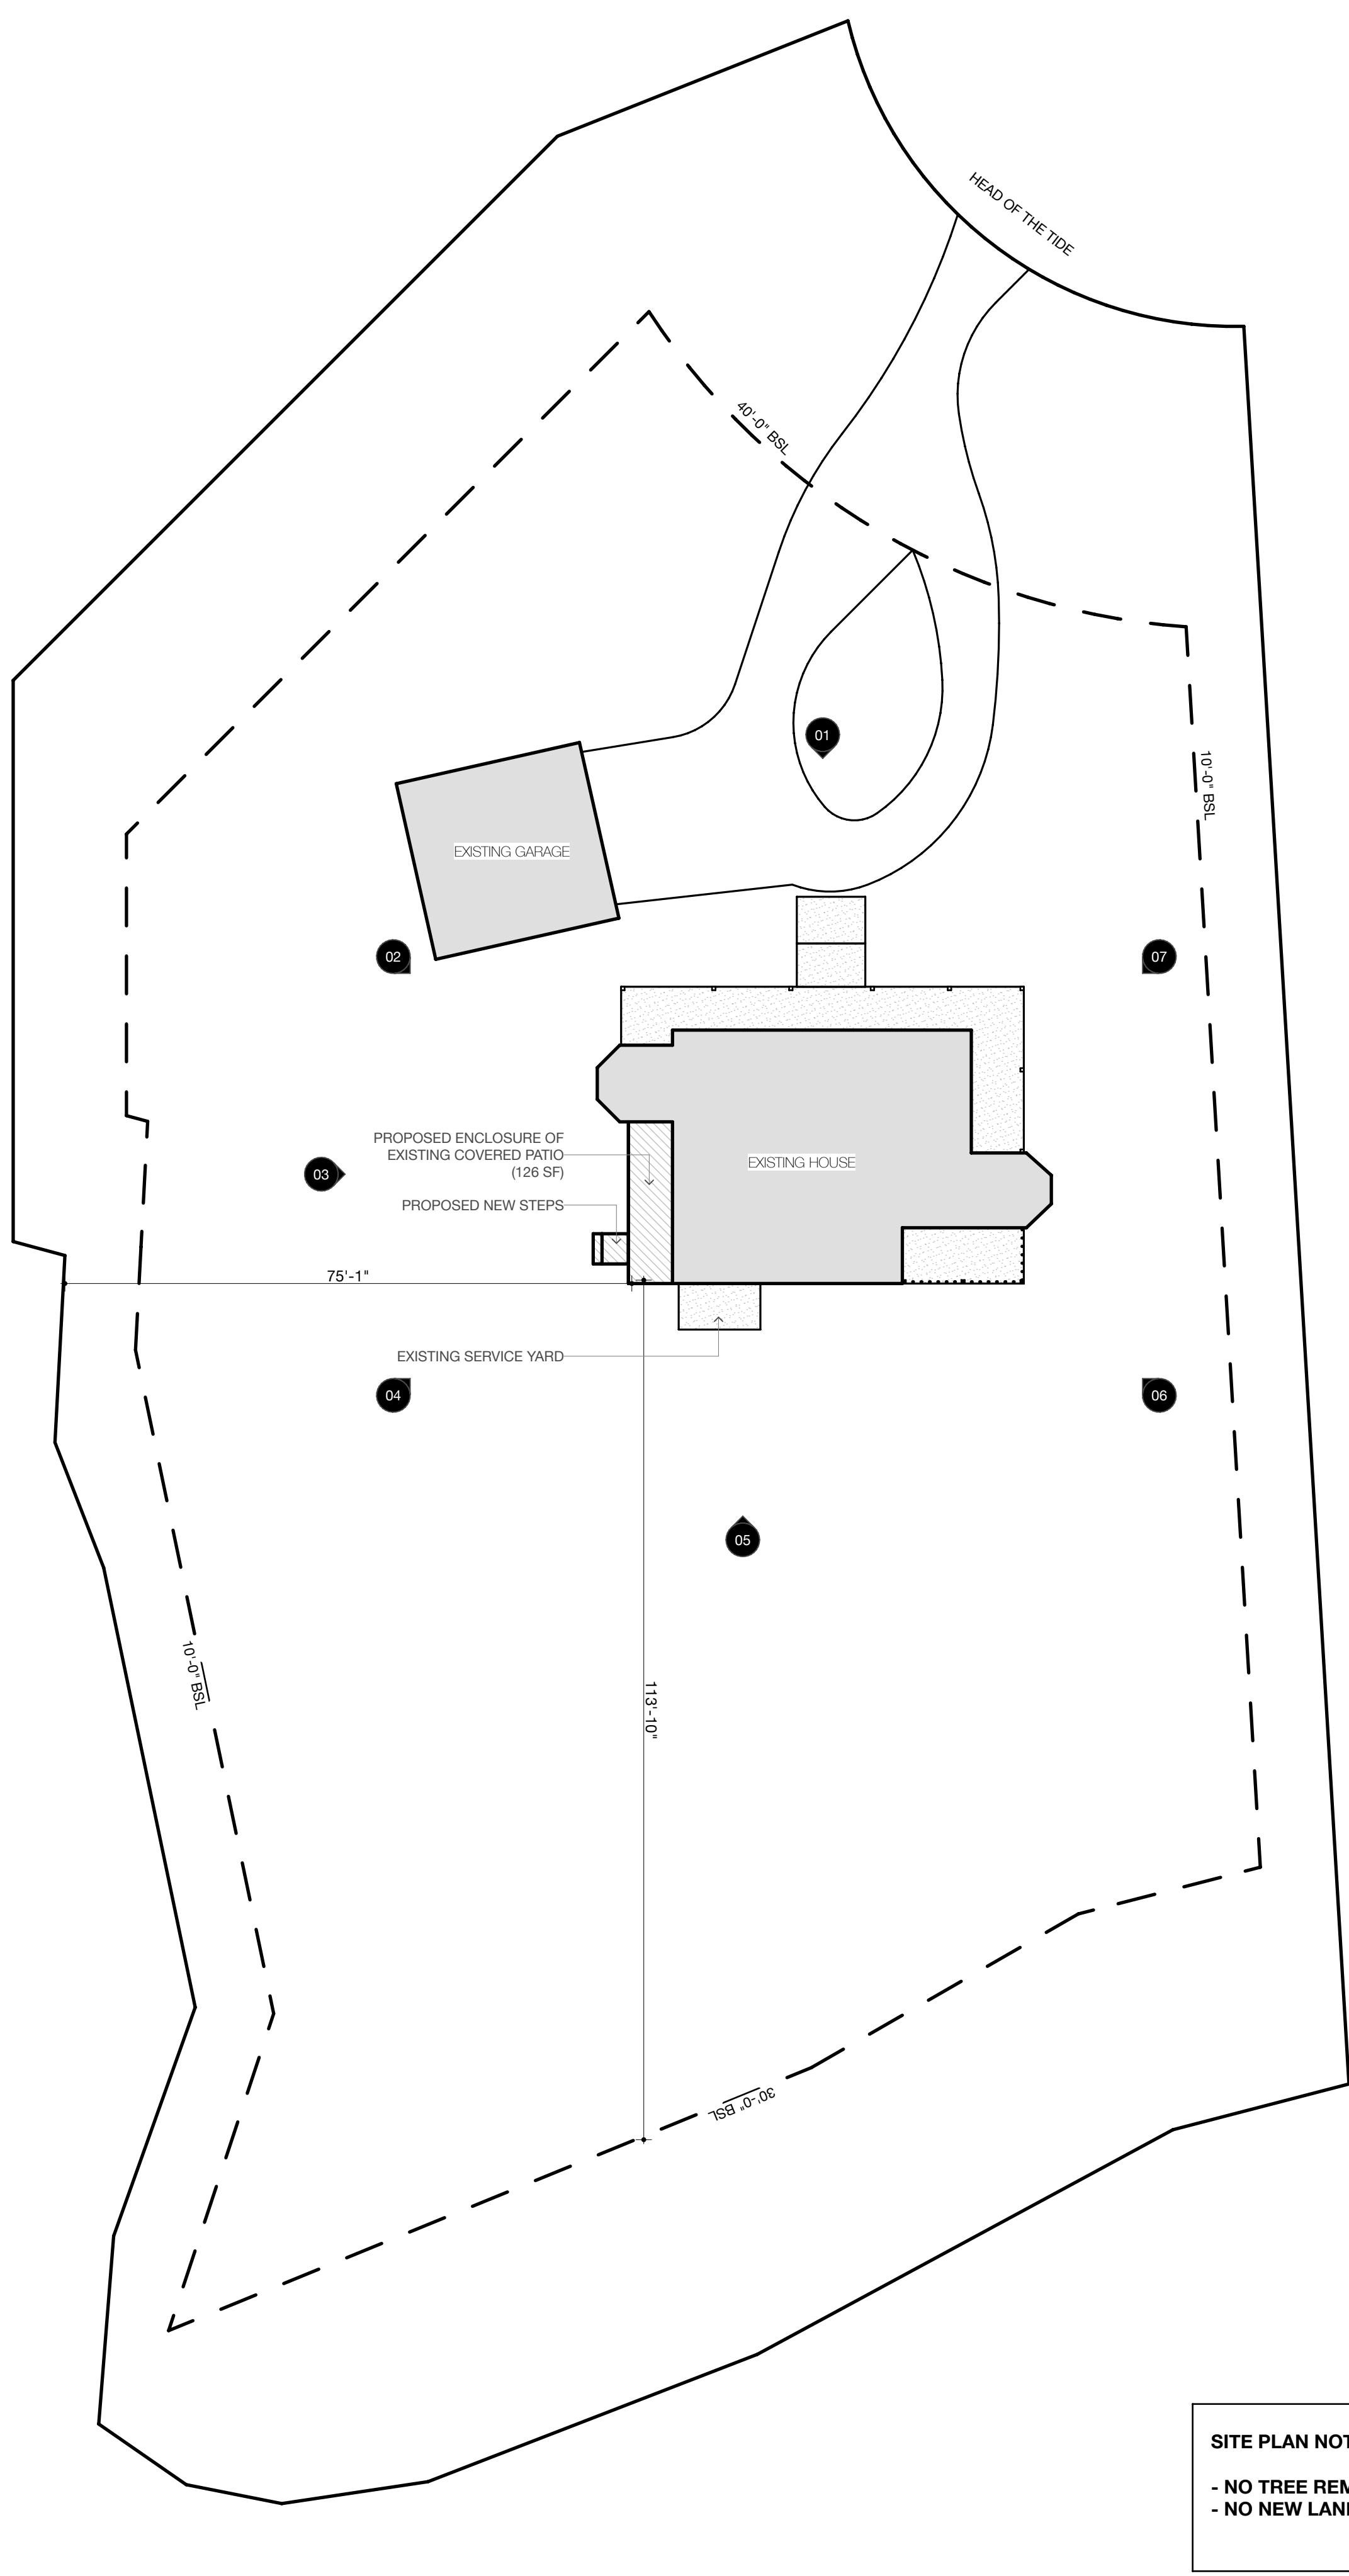 HEAD OF THE TIDE
40'-0" BSL
01
10'-0" BSL
EXISTING GARAGE
02
07
PROPOSED ENCLOSURE OF
EXISTING COVERED PATIO
(126 SF)
EXISTING HOUSE
03
PROPOSED NEW STEPS
75'-1"
EXISTING SERVICE YARD
04
06
05
10'-0" BSL
113'-10"
30'-0" BSL
SITE PLAN NOT
- NO TREE REM
- NO NEW LAN